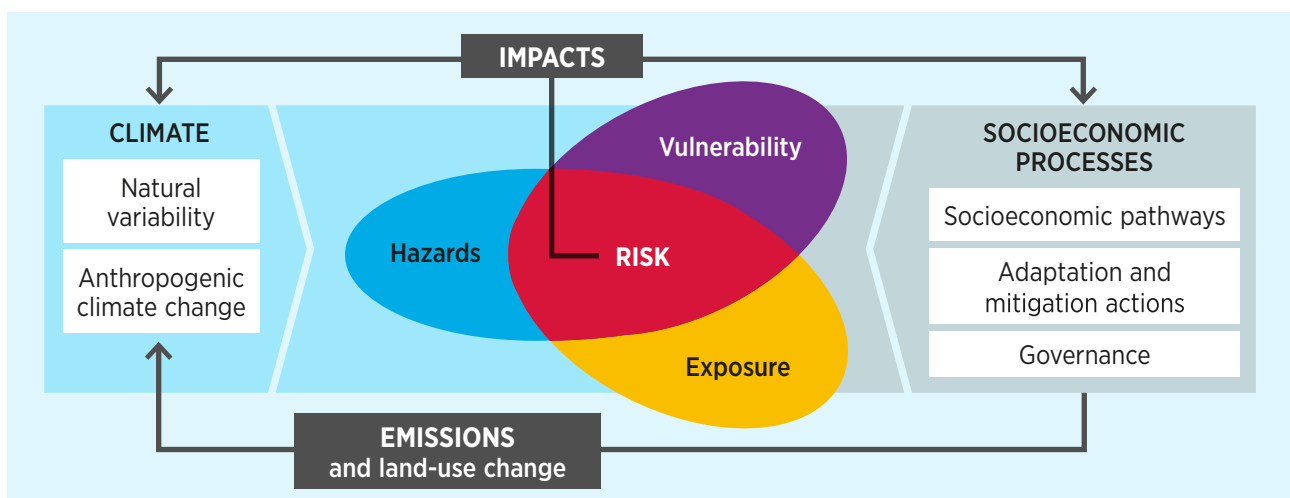 IMPACTS
CLIMATE
Natural
variability
Anthropogenic
climate change
Vulnerability
Hazards
RISK
Exposure
SOCIOECONOMIC
PROCESSES
Socioeconomic pathways
Adaptation and
mitigation actions
Governance
EMISSIONS
and land-use change